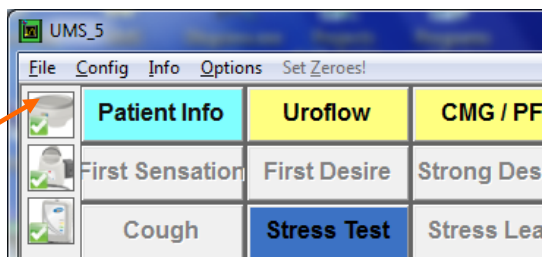 UMS_5
File Config Info Options Set Zeroes!
Patient Info Uroflow CMG / PF
First Sensation First Desire Strong Des
Cough Stress Test Stress Lea